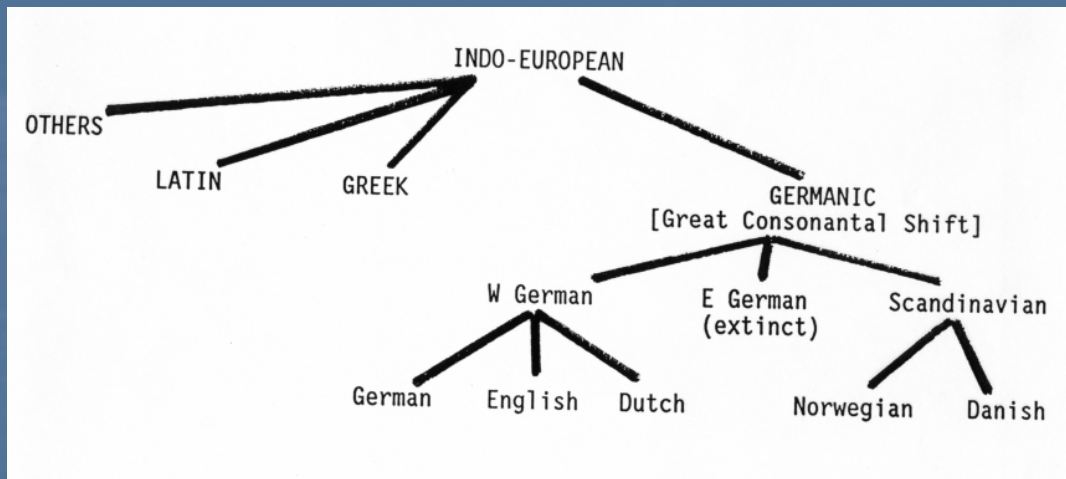 INDO-EUROPEAN
OTHERS
LATIN
GREEK
GERMANIC
[Great Consonantal Shift]
W German
E German
(extinct)
Scandinavian
German
English
Dutch
Norwegian
Danish